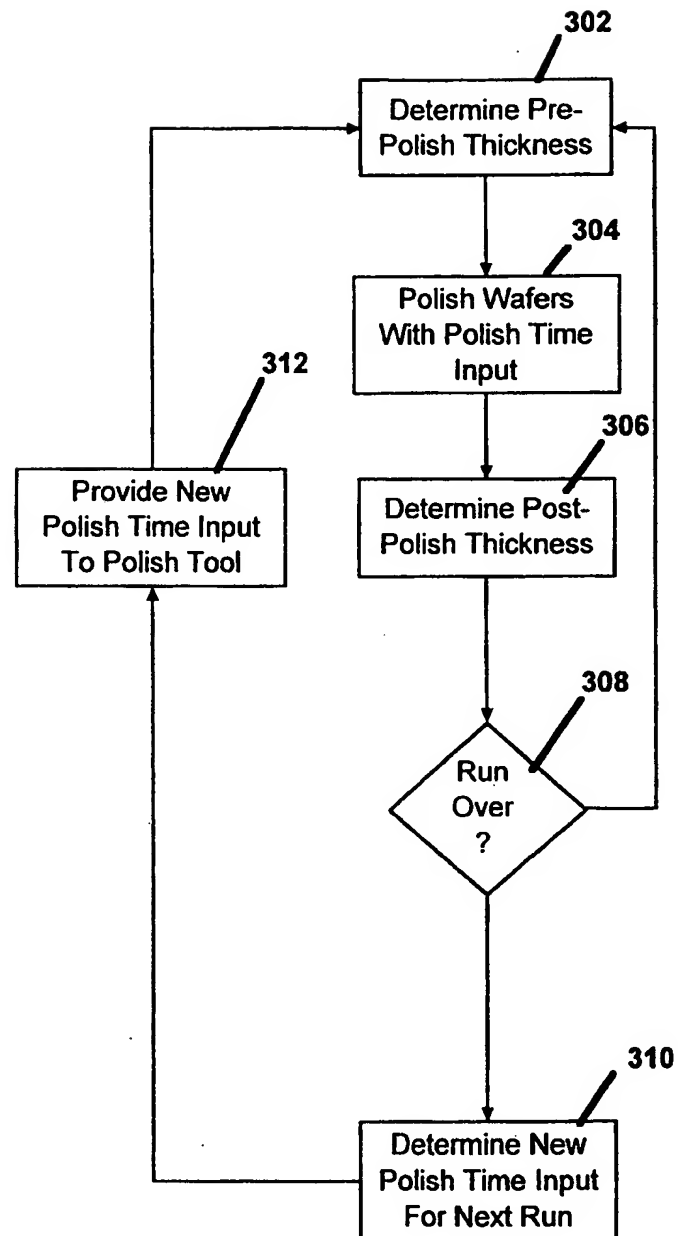 302
Determine Pre-
Polish Thickness
304
Polish Wafers
With Polish Time
Input
312
Provide New
Polish Time Input
To Polish Tool
306
Determine Post-
Polish Thickness
308
Run
Over
?
310
Determine New
Polish Time Input
For Next Run